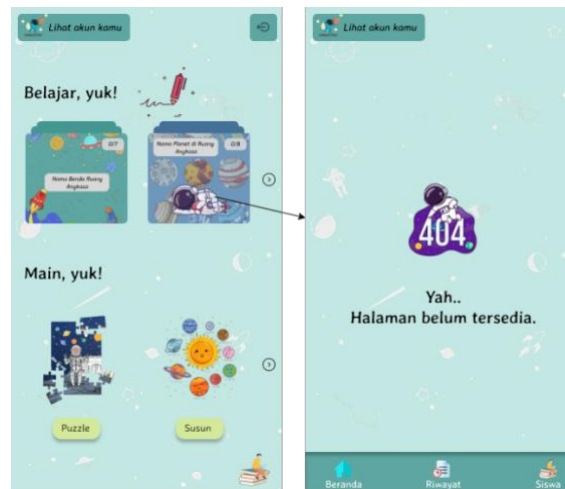 Lihat akun kamu
Belajar, yuk!
0/7
Nama Benda Ruang
Angkasa
Nama Planet di Ruang
Angkasa
0/8
Main, yuk!
Puzzle
Susun
Lihat akun kamu
404
Yah..
Halaman belum tersedia.
Beranda
Riwayat
Siswa